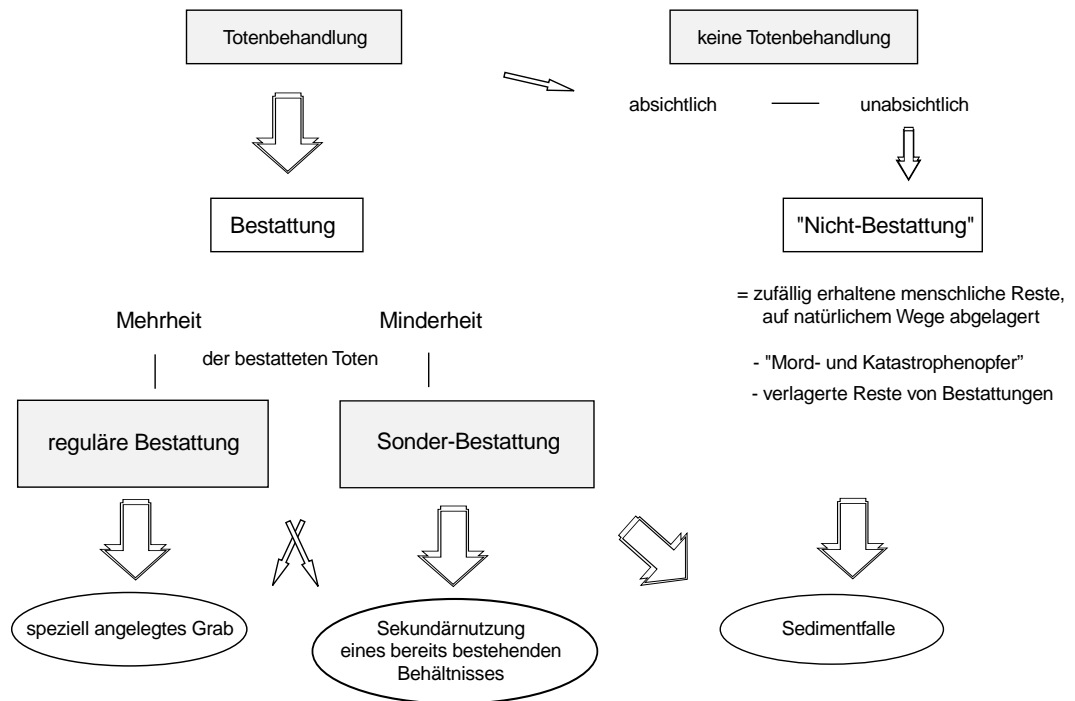 Totenbehandlung
keine Totenbehandlung
absichtlich
unabsichtlich
Bestattung
"Nicht-Bestattung"
= zufällig erhaltene menschliche Reste,
auf natürlichem Wege abgelagert
- "Mord- und Katastrophenopfer”
- verlagerte Reste von Bestattungen
Mehrheit
Minderheit
der bestatteten Toten
reguläre Bestattung
Sonder-Bestattung
speziell angelegtes Grab
Sekundärnutzung
eines bereits bestehenden
Behältnisses
Sedimentfalle